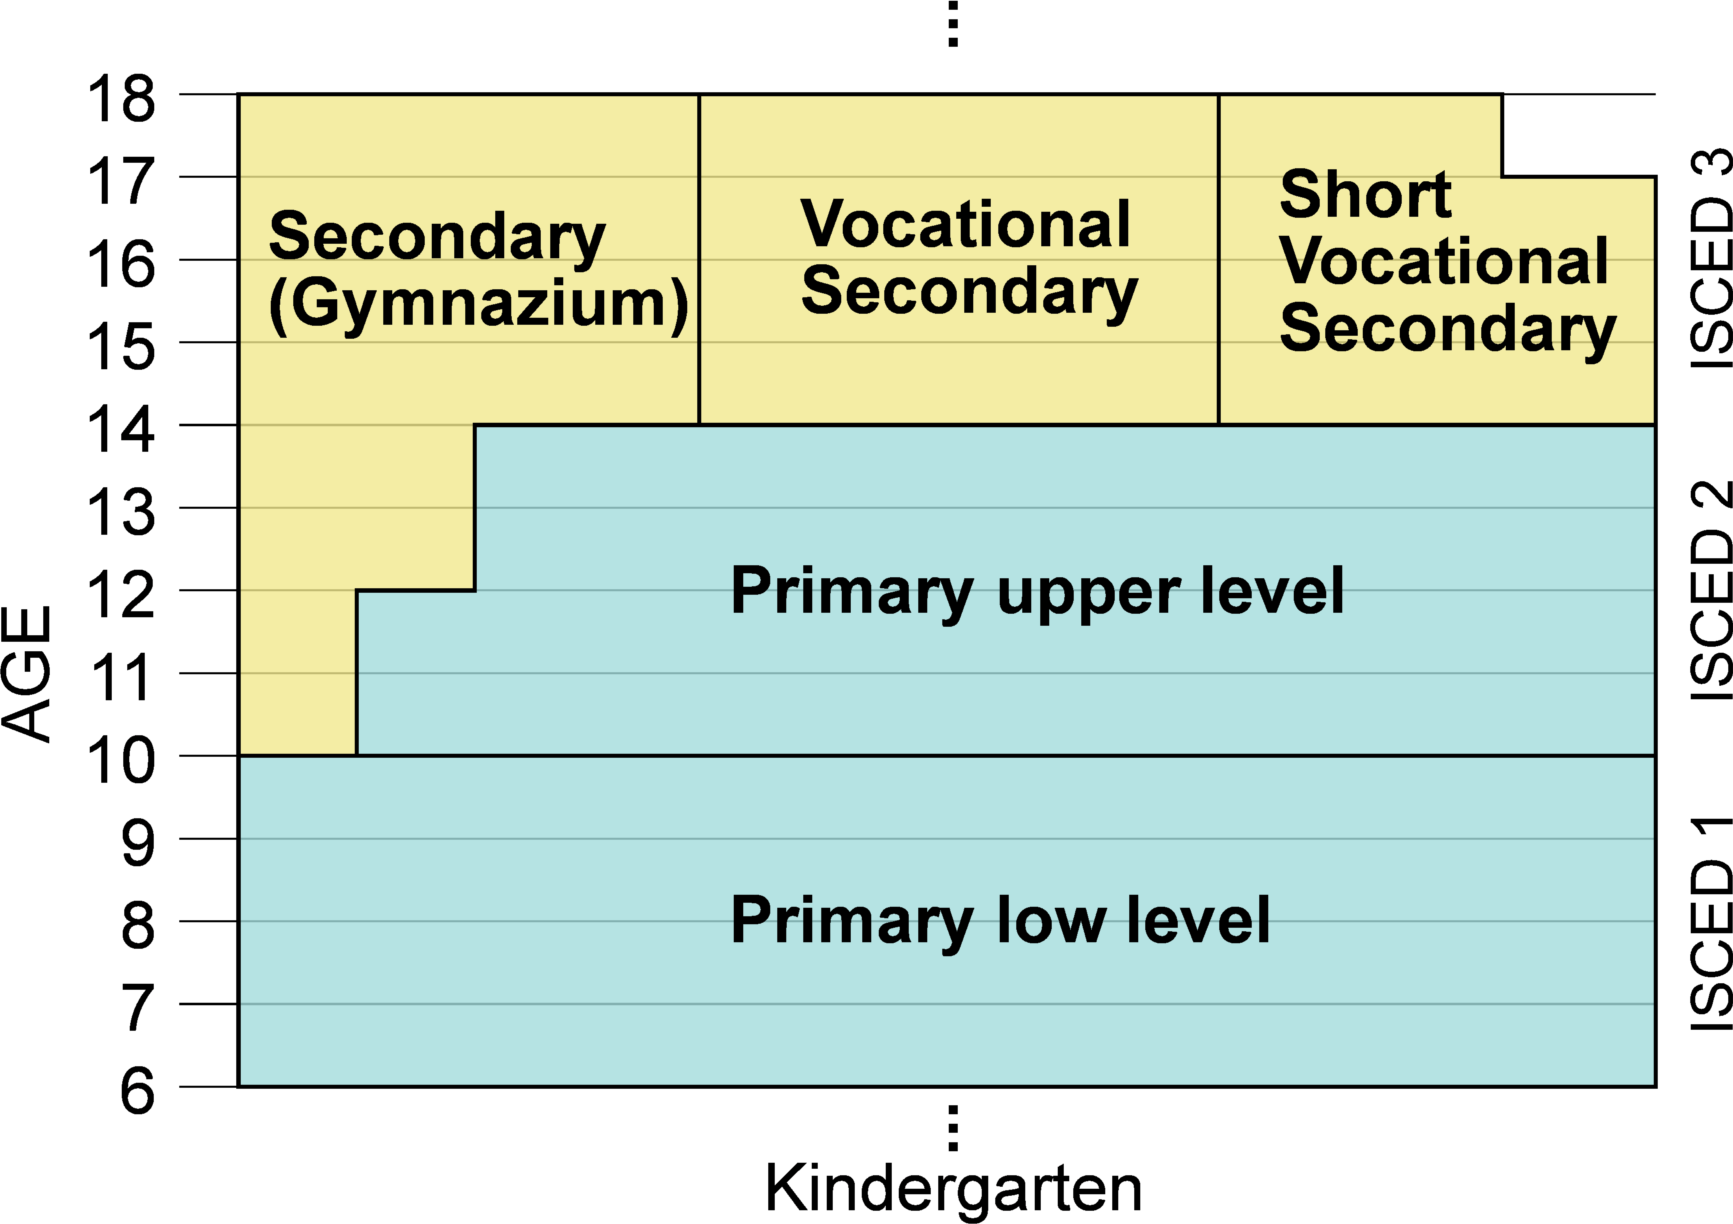 18
17
16
15
14
13
12
11
10
9
8
7
6
AGE
Secondary
(Gymnazium)
Vocational
Secondary
Short
Vocational
Secondary
Primary upper level
Primary low level
ISCED 3
ISCED 2
ISCED 1
Kindergarten